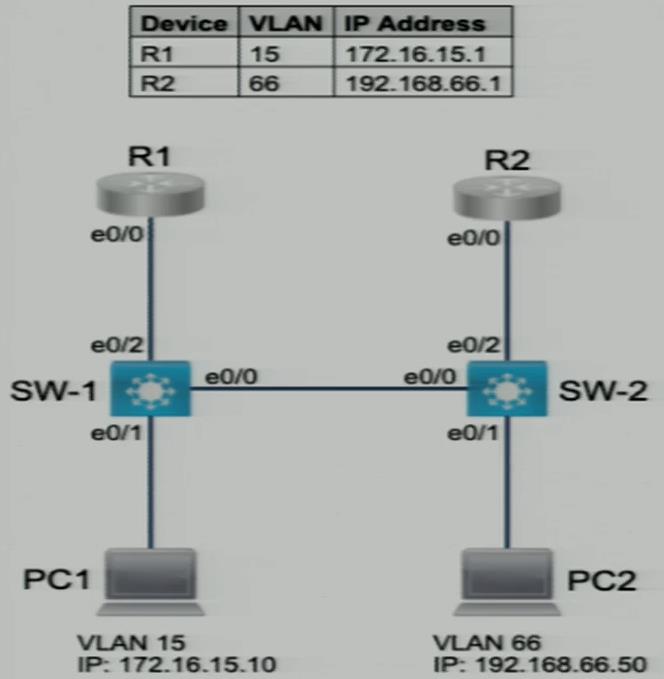 Device VLAN IP Address
R1 15 172.16.15.1
R2 66 192.168.66.1
R1 R2
e0/0 e0/0
e0/2 e0/2
SW-1 e0/0 e0/0 SW-2
e0/1 e0/1
PC1 PC2
VLAN 15 VLAN 66
IP: 172.16.15.10 IP: 192.168.66.50